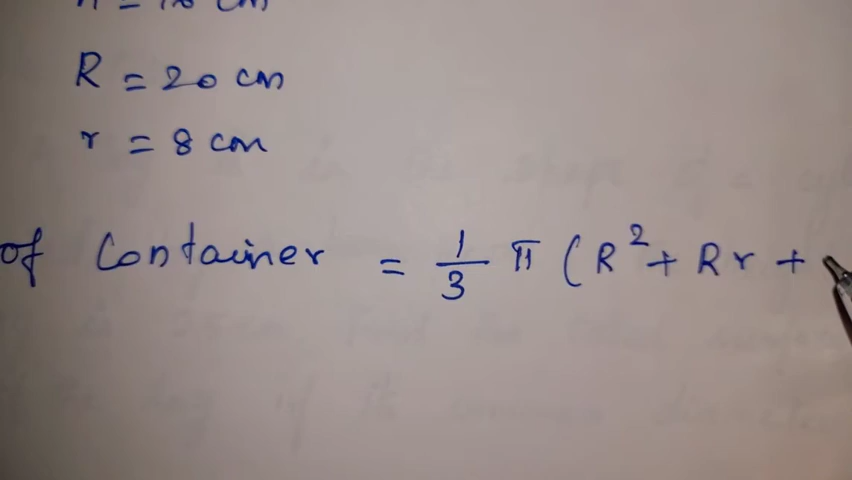 R = 20 cm
r = 8 cm
of Container = 1/3 π (R² + Rr +